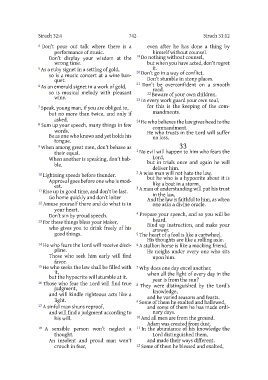 Sirach 32:4 742 Sirach 33:12
4 Don't pour out talk where there is a
performance of music.
Don't display your wisdom at the
wrong time.
5 As a ruby signet in a setting of gold,
so is a music concert at a wine ban-
quet.
6 As an emerald signet in a work of gold,
so is musical melody with pleasant
wine.
7 Speak, young man, if you are obliged to,
but no more than twice, and only if
asked.
8 Sum up your speech, many things in few
words.
Be as one who knows and yet holds his
tongue.
9 When among great men, don't behave as
their equal.
When another is speaking, don't bab-
ble.
10 Lightning speeds before thunder.
Approval goes before one who is mod-
est.
11 Rise up in good time, and don't be last.
Go home quickly and don't loiter
12 Amuse yourself there and do what is in
your heart.
Don't sin by proud speech.
13 For these things bless your Maker,
who gives you to drink freely of his
good things.
14 He who fears the Lord will receive disci-
pline.
Those who seek him early will find
favor.
15 He who seeks the law shall be filled with
it,
but the hypocrite will stumble at it.
16 Those who fear the Lord will find true
judgment,
and will kindle righteous acts like a
light.
17 A sinful man shuns reproof,
and will find a judgment according to
his will.
18 A sensible person won't neglect a
thought.
An insolent and proud man won't
crouch in fear,
even after he has done a thing by
himself without counsel.
19 Do nothing without counsel,
but when you have acted, don't regret
it.
20 Don't go in a way of conflict.
Don't stumble in stony places.
21 Don't be overconfident on a smooth
road.
22 Beware of your own children.
23 In every work guard your own soul,
for this is the keeping of the com-
mandments.
24 He who believes the law gives heed to the
commandment.
He who trusts in the Lord will suffer
no loss.
33
1 No evil will happen to him who fears the
Lord,
but in trials once and again he will
deliver him.
2 A wise man will not hate the law,
but he who is a hypocrite about it is
like a boat in a storm.
3 A man of understanding will put his trust
in the law.
And the law is faithful to him, as when
one asks a divine oracle.
4 Prepare your speech, and so you will be
heard.
Bind up instruction, and make your
answer.
5 The heart of a fool is like a cartwheel.
His thoughts are like a rolling axle.
6 A stallion horse is like a mocking friend.
He neighs under every one who sits
upon him.
7 Why does one day excel another,
when all the light of every day in the
year is from the sun?
8 They were distinguished by the Lord's
knowledge,
and he varied seasons and feasts.
9 Some of them he exalted and hallowed,
and some of them he has made ordi-
nary days.
10 And all men are from the ground.
Adam was created from dust.
11 In the abundance of his knowledge the
Lord distinguished them,
and made their ways different.
12 Some of them he blessed and exalted,